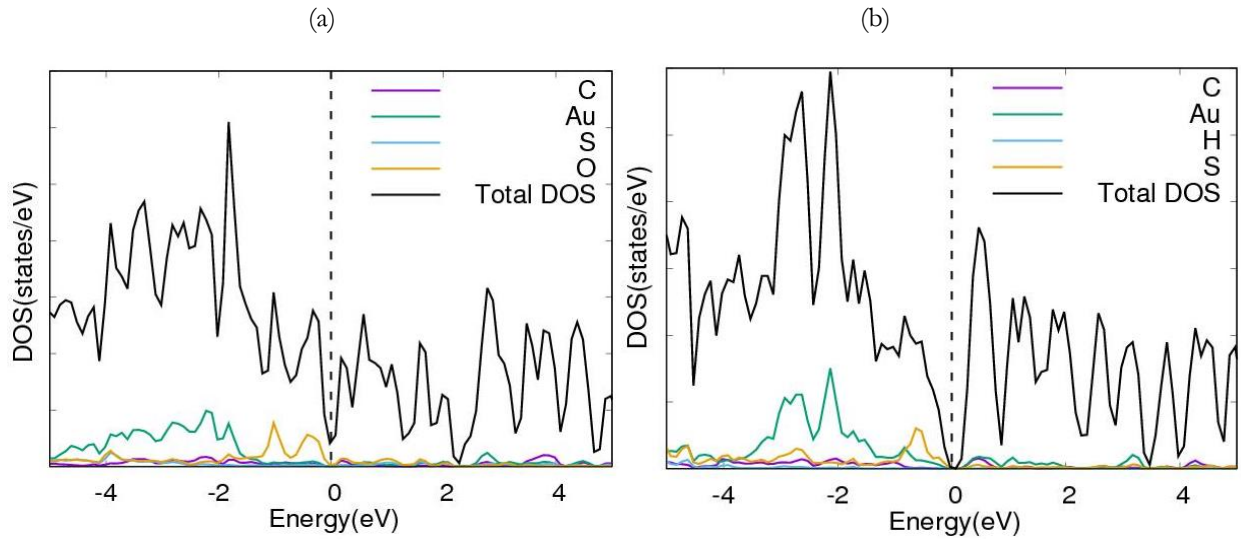 (a)
C
Au
S
O
Total DOS
DOS(states/eV)
-4
-2
0
2
4
Energy(eV)
(b)
C
Au
H
S
Total DOS
DOS(states/eV)
-4
-2
0
2
4
Energy(eV)